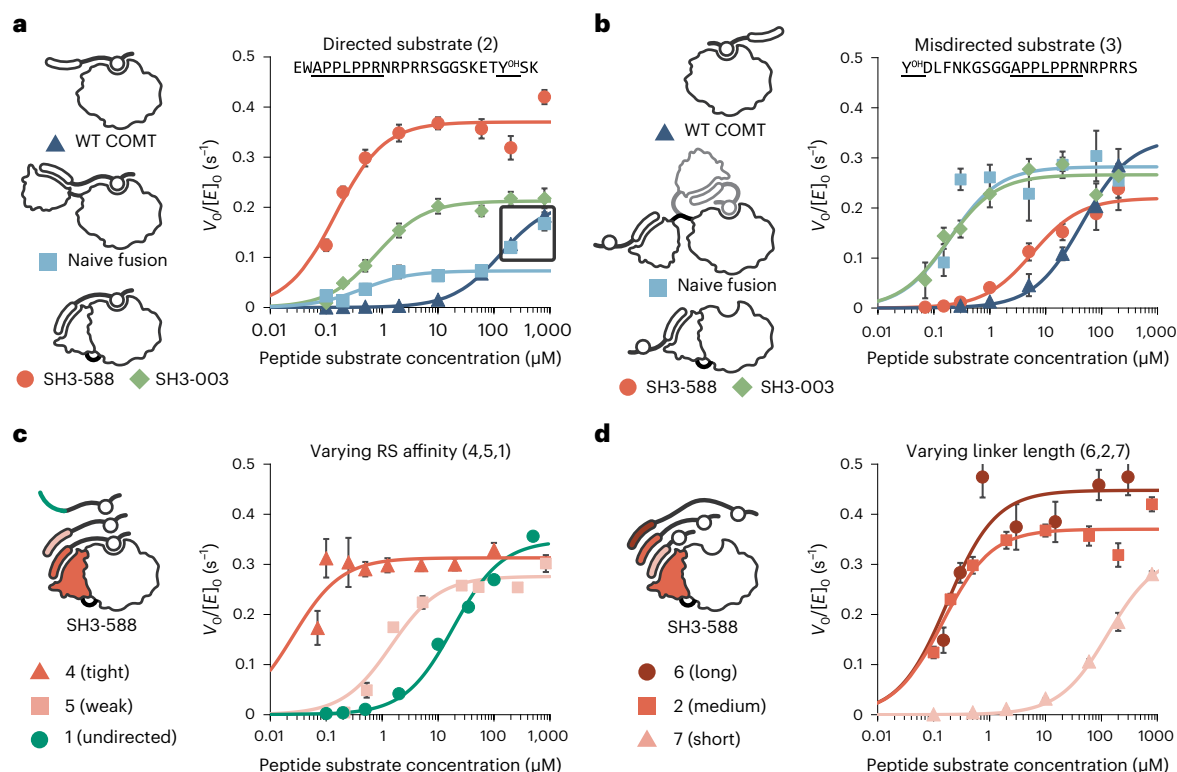 a
Directed substrate (2)
EWAPPLPPRNRPRRSGGSKETYᴼᴴSK
WT COMT
Naive fusion
SH3-588
SH3-003
V₀/[E]₀ (s⁻¹)
0.5
0.4
0.3
0.2
0.1
0
0.01
0.1
1
10
100
1,000
Peptide substrate concentration (μM)
b
Misdirected substrate (3)
YᴼᴴDLFNKGSGGAPPLPPRNRPRRS
WT COMT
Naive fusion
SH3-588
SH3-003
V₀/[E]₀ (s⁻¹)
0.5
0.4
0.3
0.2
0.1
0
0.01
0.1
1
10
100
1,000
Peptide substrate concentration (μM)
c
Varying RS affinity (4,5,1)
SH3-588
4 (tight)
5 (weak)
1 (undirected)
V₀/[E]₀ (s⁻¹)
0.5
0.4
0.3
0.2
0.1
0
0.01
0.1
1
10
100
1,000
Peptide substrate concentration (μM)
d
Varying linker length (6,2,7)
SH3-588
6 (long)
2 (medium)
7 (short)
V₀/[E]₀ (s⁻¹)
0.5
0.4
0.3
0.2
0.1
0
0.01
0.1
1
10
100
1,000
Peptide substrate concentration (μM)